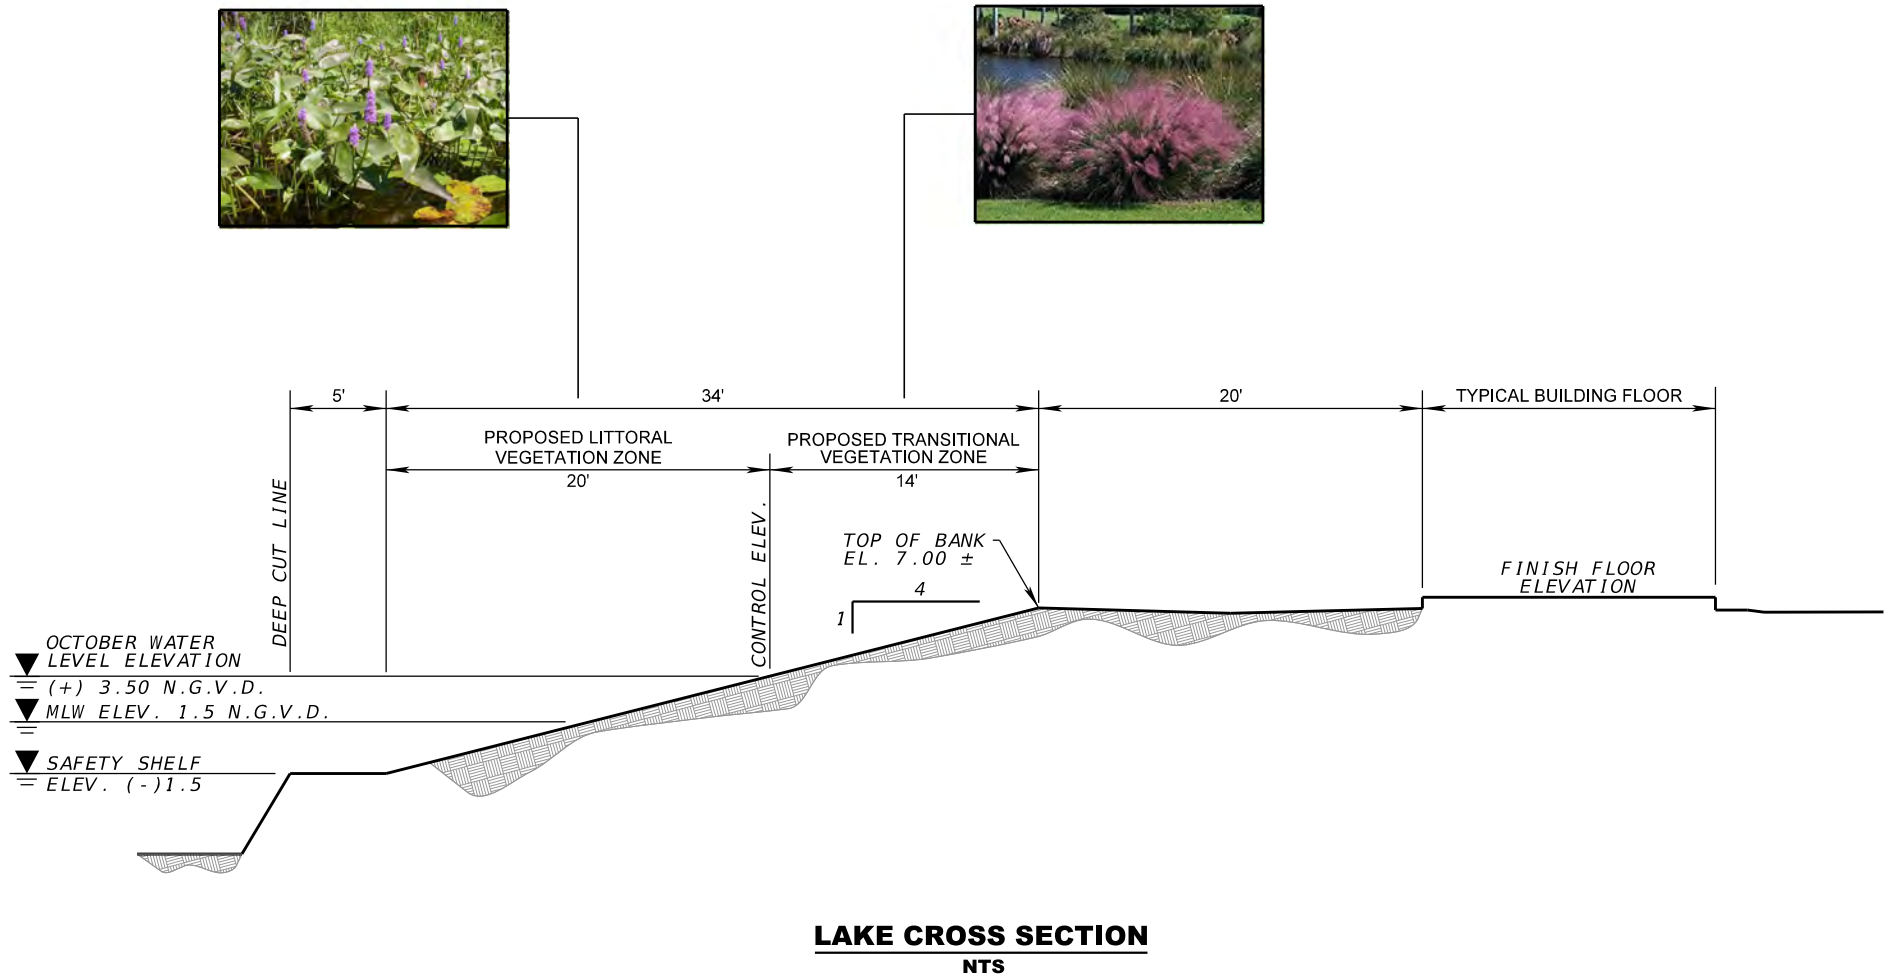 5'
34'
20'
TYPICAL BUILDING FLOOR
PROPOSED LITTORAL
VEGETATION ZONE
20'
PROPOSED TRANSITIONAL
VEGETATION ZONE
14'
DEEP CUT LINE
CONTROL ELEV.
TOP OF BANK
EL. 7.00 ±
4
1
FINISH FLOOR
ELEVATION
OCTOBER WATER
LEVEL ELEVATION
(+) 3.50 N.G.V.D.
MLW ELEV. 1.5 N.G.V.D.
SAFETY SHELF
ELEV. (-)1.5
LAKE CROSS SECTION
NTS